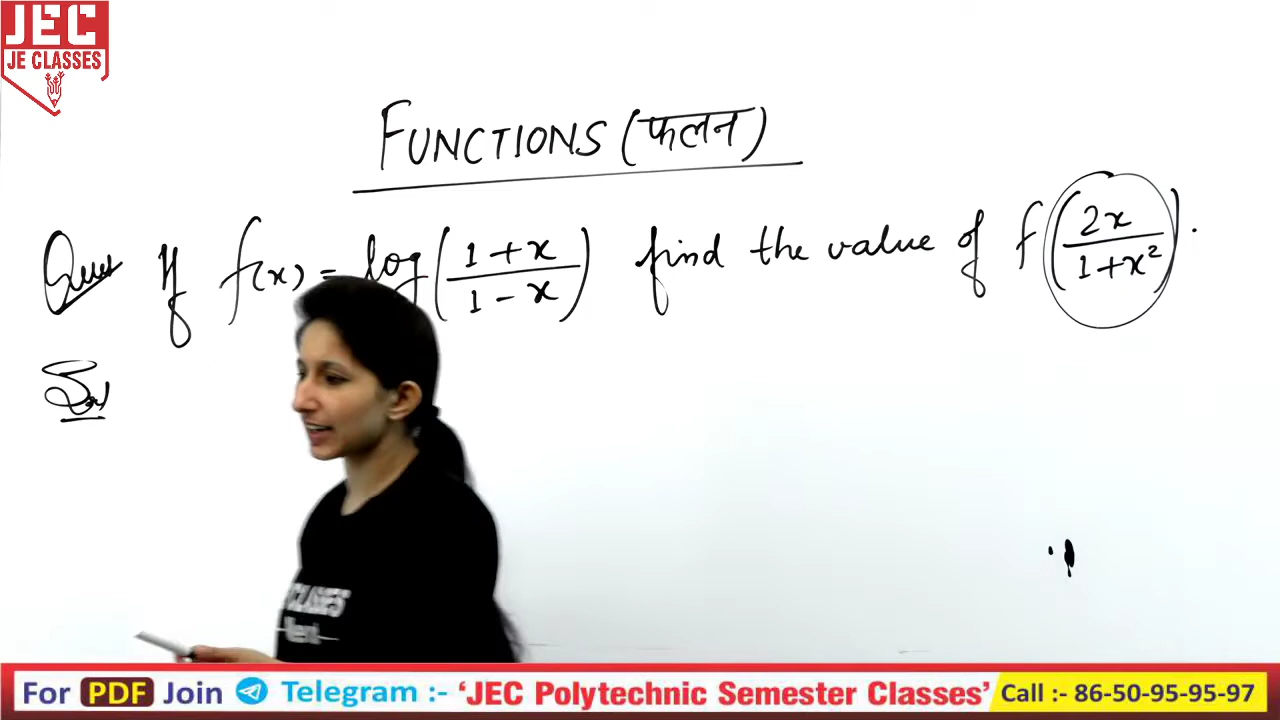 JEC
JE CLASSES
FUNCTIONS (फलन)
Ques If f(x) = log(1+x/1-x) find the value of f(2x/1+x²).
Sol
CLASSES
For PDF Join Telegram :- 'JEC Polytechnic Semester Classes' Call :- 86-50-95-95-97